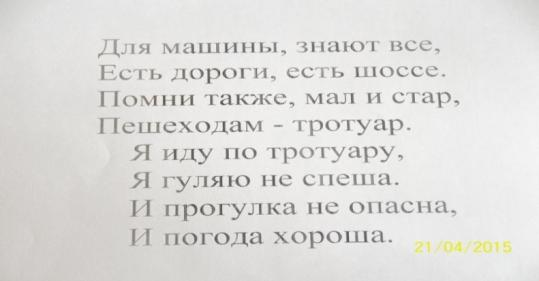 Для машины, знают все,
Есть дороги, есть шоссе.
Помни также, мал и стар,
Пешеходам - тротуар.
Я иду по тротуару,
Я гуляю не спеша.
И прогулка не опасна,
И погода хороша.
21/04/2015